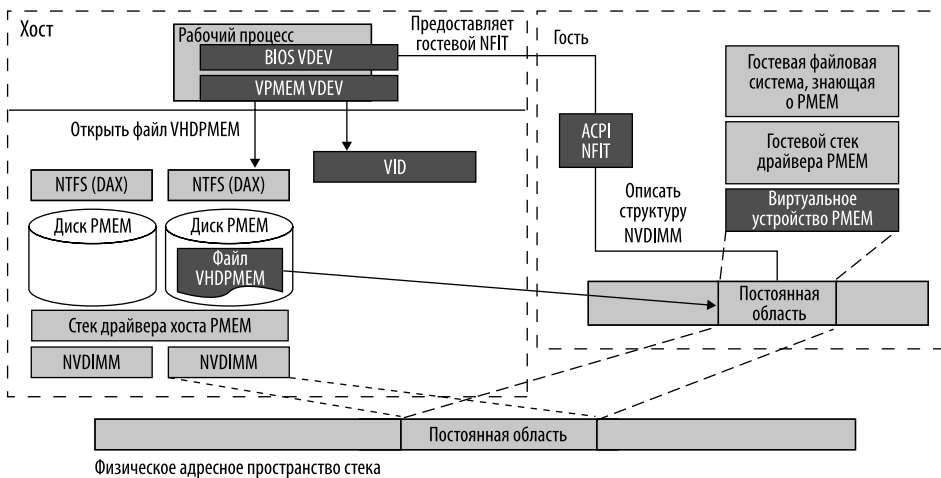 Хост
Рабочий процесс
BIOS VDEV
VPMEM VDEV
Предоставляет
гостевой NFIT
Открыть файл VHDPMEM
VID
NTFS (DAX)
NTFS (DAX)
Диск PMEM
Диск PMEM
Файл
VHDPMEM
Стек драйвера хоста PMEM
NVDIMM
NVDIMM
Гость
ACPI
NFIT
Описать
структуру
NVDIMM
Гостевая файловая
система, знающая
о PMEM
Гостевой стек
драйвера PMEM
Виртуальное
устройство PMEM
Постоянная
область
Постоянная область
Физическое адресное пространство стека